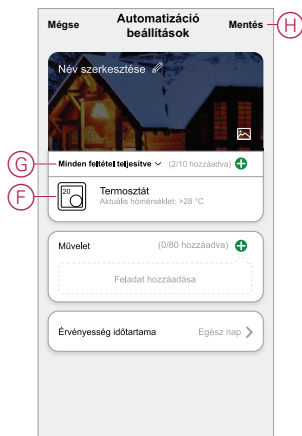 Mégse
Automatizáció
beállítások
Mentés
H
Név szerkesztése
G
Minden feltétel teljesítve (2/10 hozzáadva)
F
20
Termosztát
Aktuális hőmérséklet: >28 °C
Művelet (0/80 hozzáadva)
Feladat hozzáadása
Érvényesség időtartama Egész nap